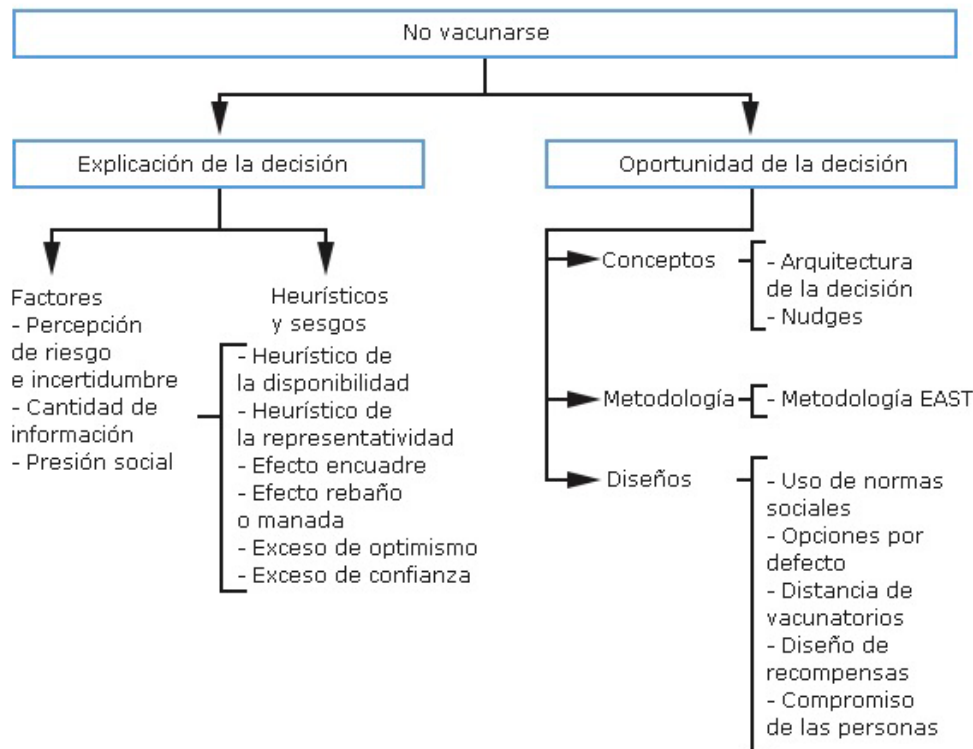 No vacunarse
Explicación de la decisión
Oportunidad de la decisión
Factores
- Percepción
de riesgo
e incertidumbre
- Cantidad de
información
- Presión social
Heurísticos
y sesgos
- Heurístico de
la disponibilidad
- Heurístico de
la representatividad
- Efecto encuadre
- Efecto rebaño
o manada
- Exceso de optimismo
- Exceso de confianza
Conceptos
- Arquitectura
de la decisión
- Nudges
Metodología
- Metodología EAST
Diseños
- Uso de normas
sociales
- Opciones por
defecto
- Distancia de
vacunatorios
- Diseño de
recompensas
- Compromiso
de las personas